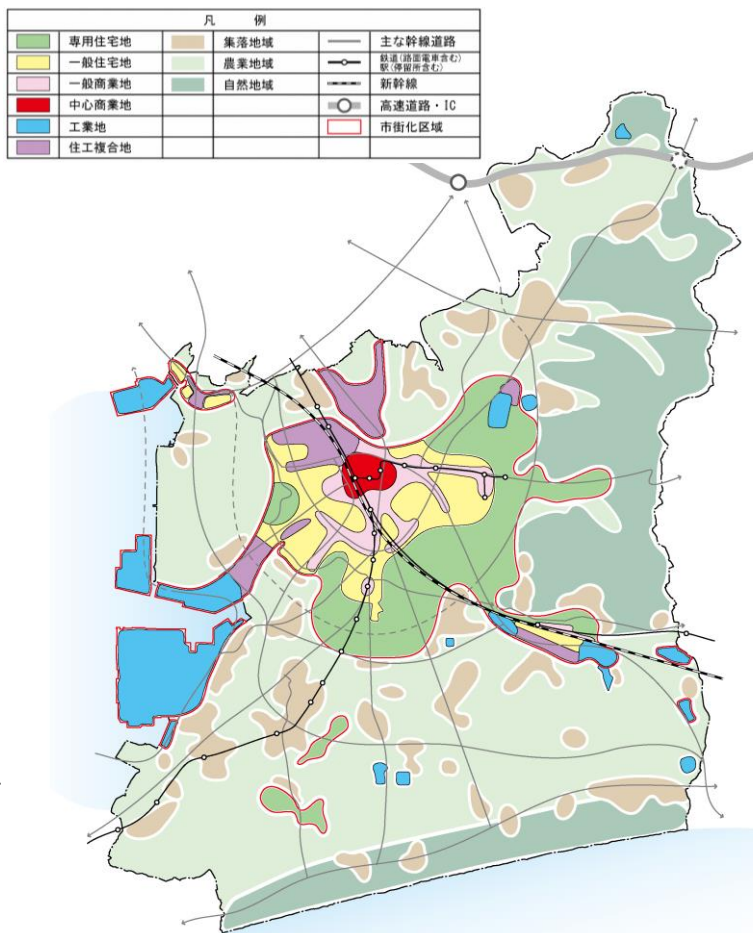 凡 例
専用住宅地 集落地域 主な幹線道路
一般住宅地 農業地域 鉄道(路面電車含む)
駅(停留所含む)
一般商業地 自然地域 新幹線
中心商業地 高速道路・IC
工業地 市街化区域
住工複合地